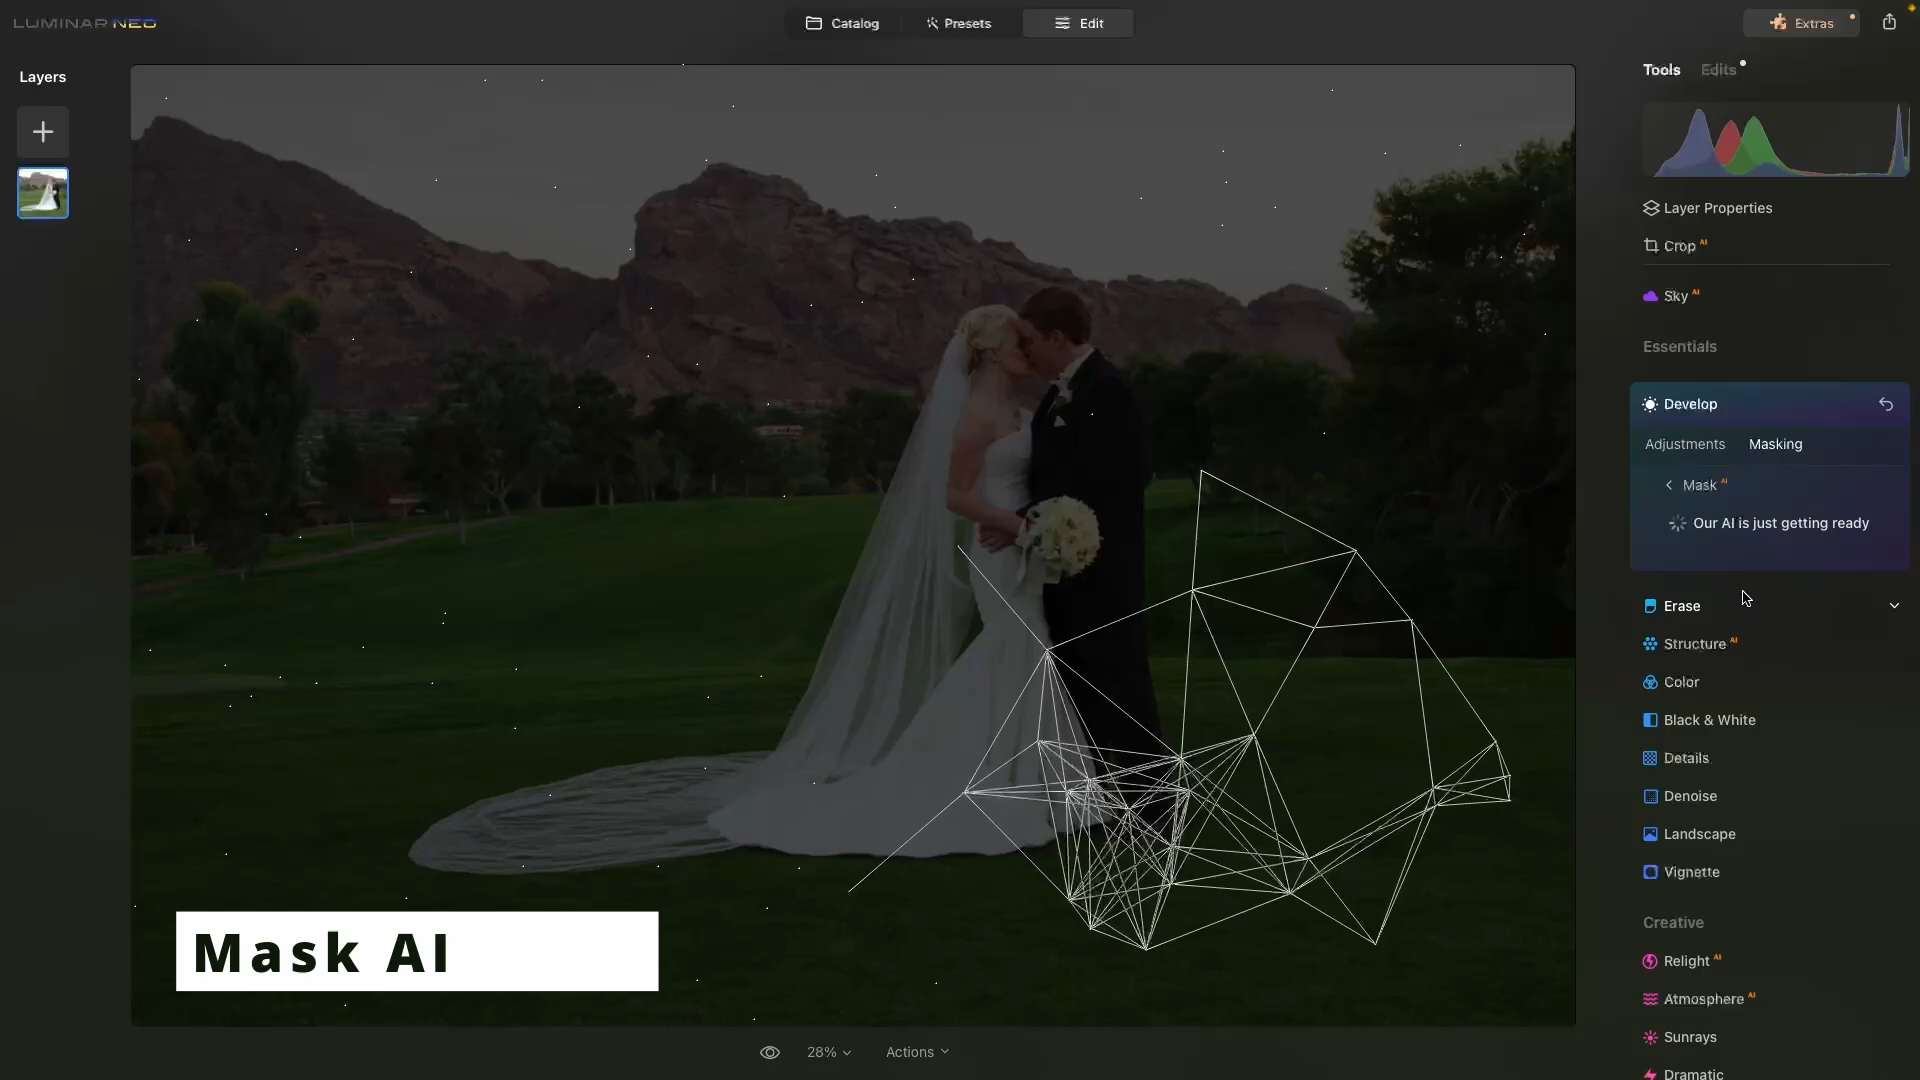 LUMINAR NEO
Catalog
Presets
Edit
Extras
Layers
Tools
Edits
Layer Properties
Crop AI
Sky AI
Essentials
Develop
Adjustments
Masking
Mask AI
Our AI is just getting ready
Erase
Structure AI
Color
Black & White
Details
Denoise
Landscape
Vignette
Creative
Relight AI
Atmosphere AI
Sunrays
Dramatic
Mask AI
28%
Actions